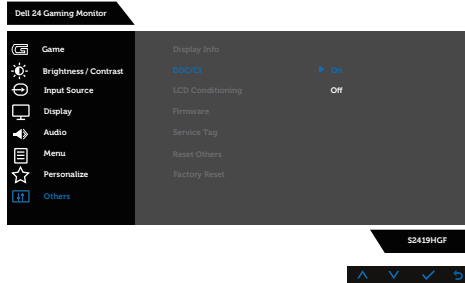 Dell 24 Gaming Monitor
Game
Display Info
Brightness / Contrast
DDC/CI
On
Input Source
LCD Conditioning
Off
Display
Firmware
Audio
Service Tag
Menu
Reset Others
Personalize
Factory Reset
Others
S2419HGF